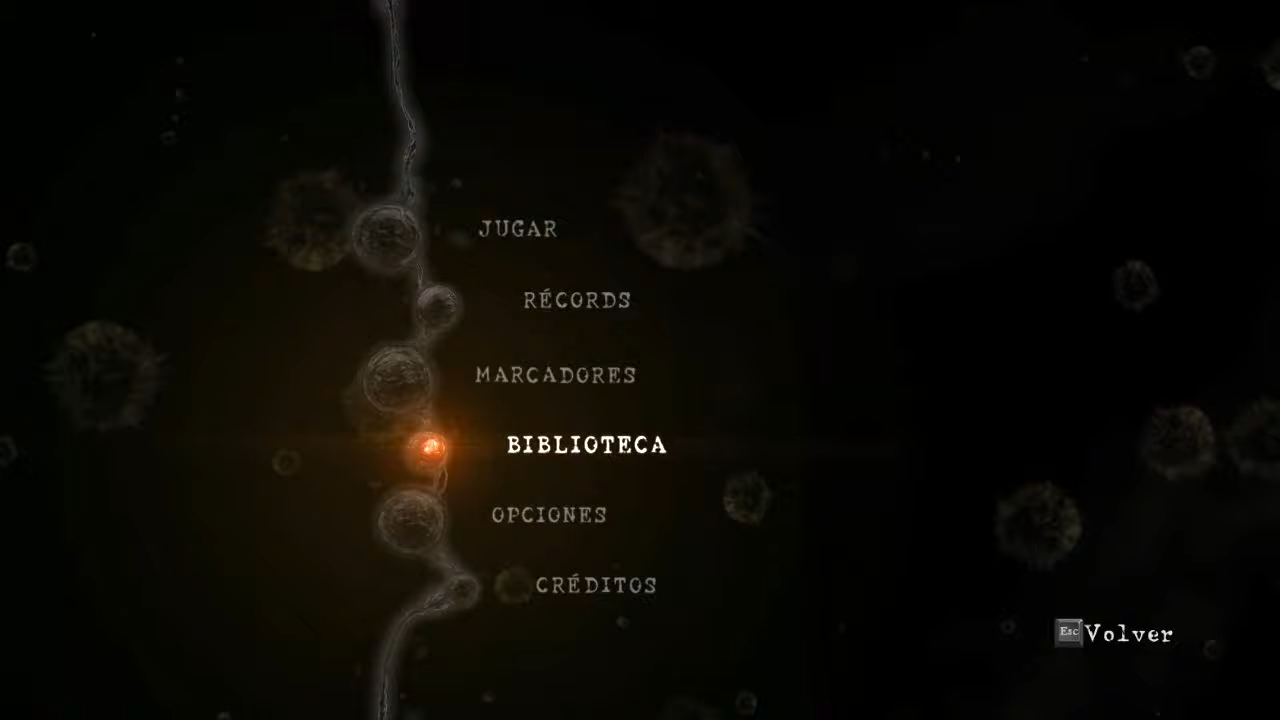 JUGAR
RÉCORDS
MARCADORES
BIBLIOTECA
OPCIONES
CRÉDITOS
Esc Volver